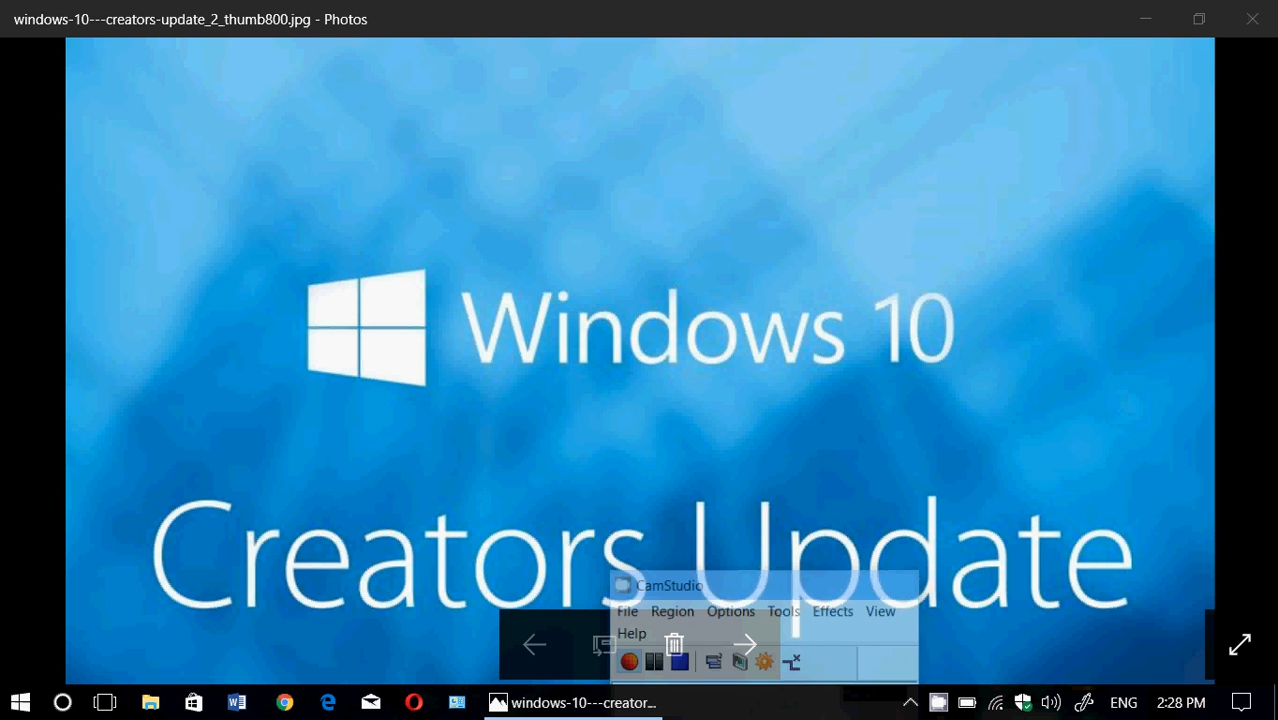 windows-10---creators-update_2_thumb800.jpg - Photos
Windows 10
Creators Update
CamStudio
File Region Options Tools Effects View
Help
windows-10---creator...
ENG 2:28 PM